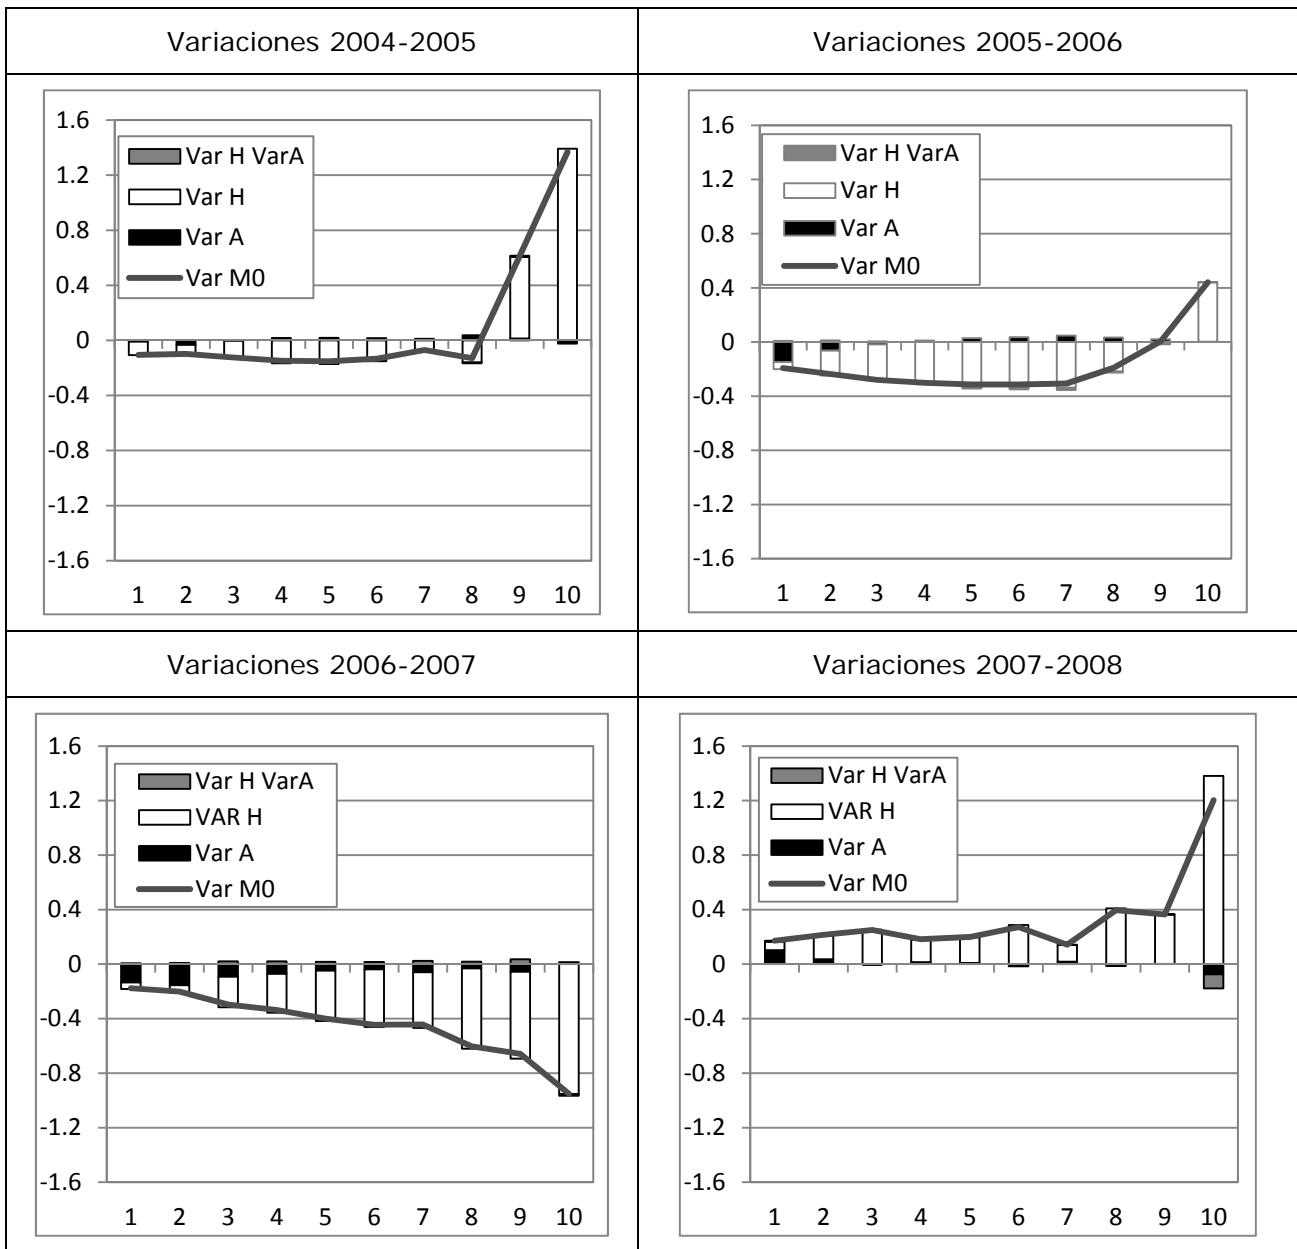 Variaciones 2004-2005
Variaciones 2005-2006
1.6
1.2
0.8
0.4
0
-0.4
-0.8
-1.2
-1.6
Var H VarA
Var H
Var A
Var M0
1 2 3 4 5 6 7 8 9 10
1.6
1.2
0.8
0.4
0
-0.4
-0.8
-1.2
-1.6
Var H VarA
Var H
Var A
Var M0
1 2 3 4 5 6 7 8 9 10
Variaciones 2006-2007
Variaciones 2007-2008
1.6
1.2
0.8
0.4
0
-0.4
-0.8
-1.2
-1.6
Var H VarA
VAR H
Var A
Var M0
1 2 3 4 5 6 7 8 9 10
1.6
1.2
0.8
0.4
0
-0.4
-0.8
-1.2
-1.6
Var H VarA
VAR H
Var A
Var M0
1 2 3 4 5 6 7 8 9 10